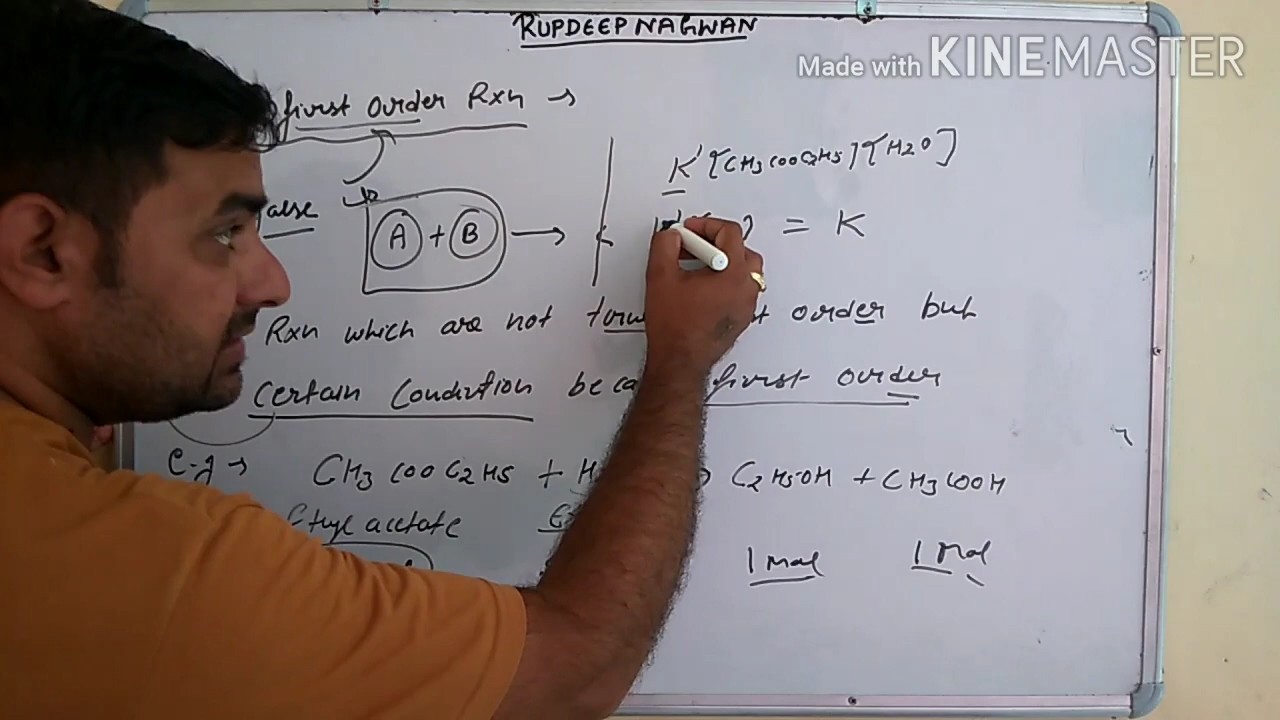 RUPDEEP NAGWAN
Made with KINEMASTER
first order Rxn →
K'[CH3COOC2H5][H2O]
A + B →
= K
Rxn which are not order but
certain Condition first order
e.g → CH3COOC2H5 + H C2H5OH + CH3COOH
Ethyl acetate
1 Mol 1 Mol